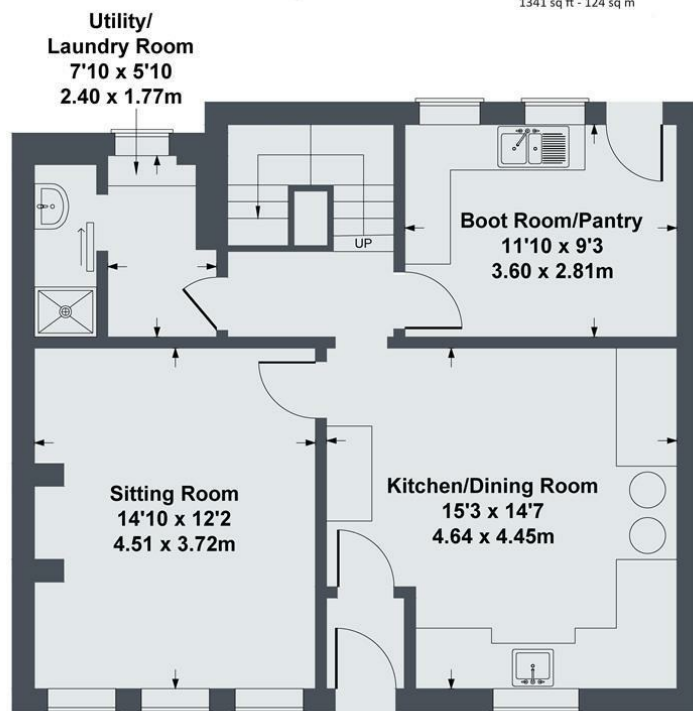 1341 sq ft - 124 sq m
Utility/
Laundry Room
7'10 x 5'10
2.40 x 1.77m
UP
Boot Room/Pantry
11'10 x 9'3
3.60 x 2.81m
Sitting Room
14'10 x 12'2
4.51 x 3.72m
Kitchen/Dining Room
15'3 x 14'7
4.64 x 4.45m